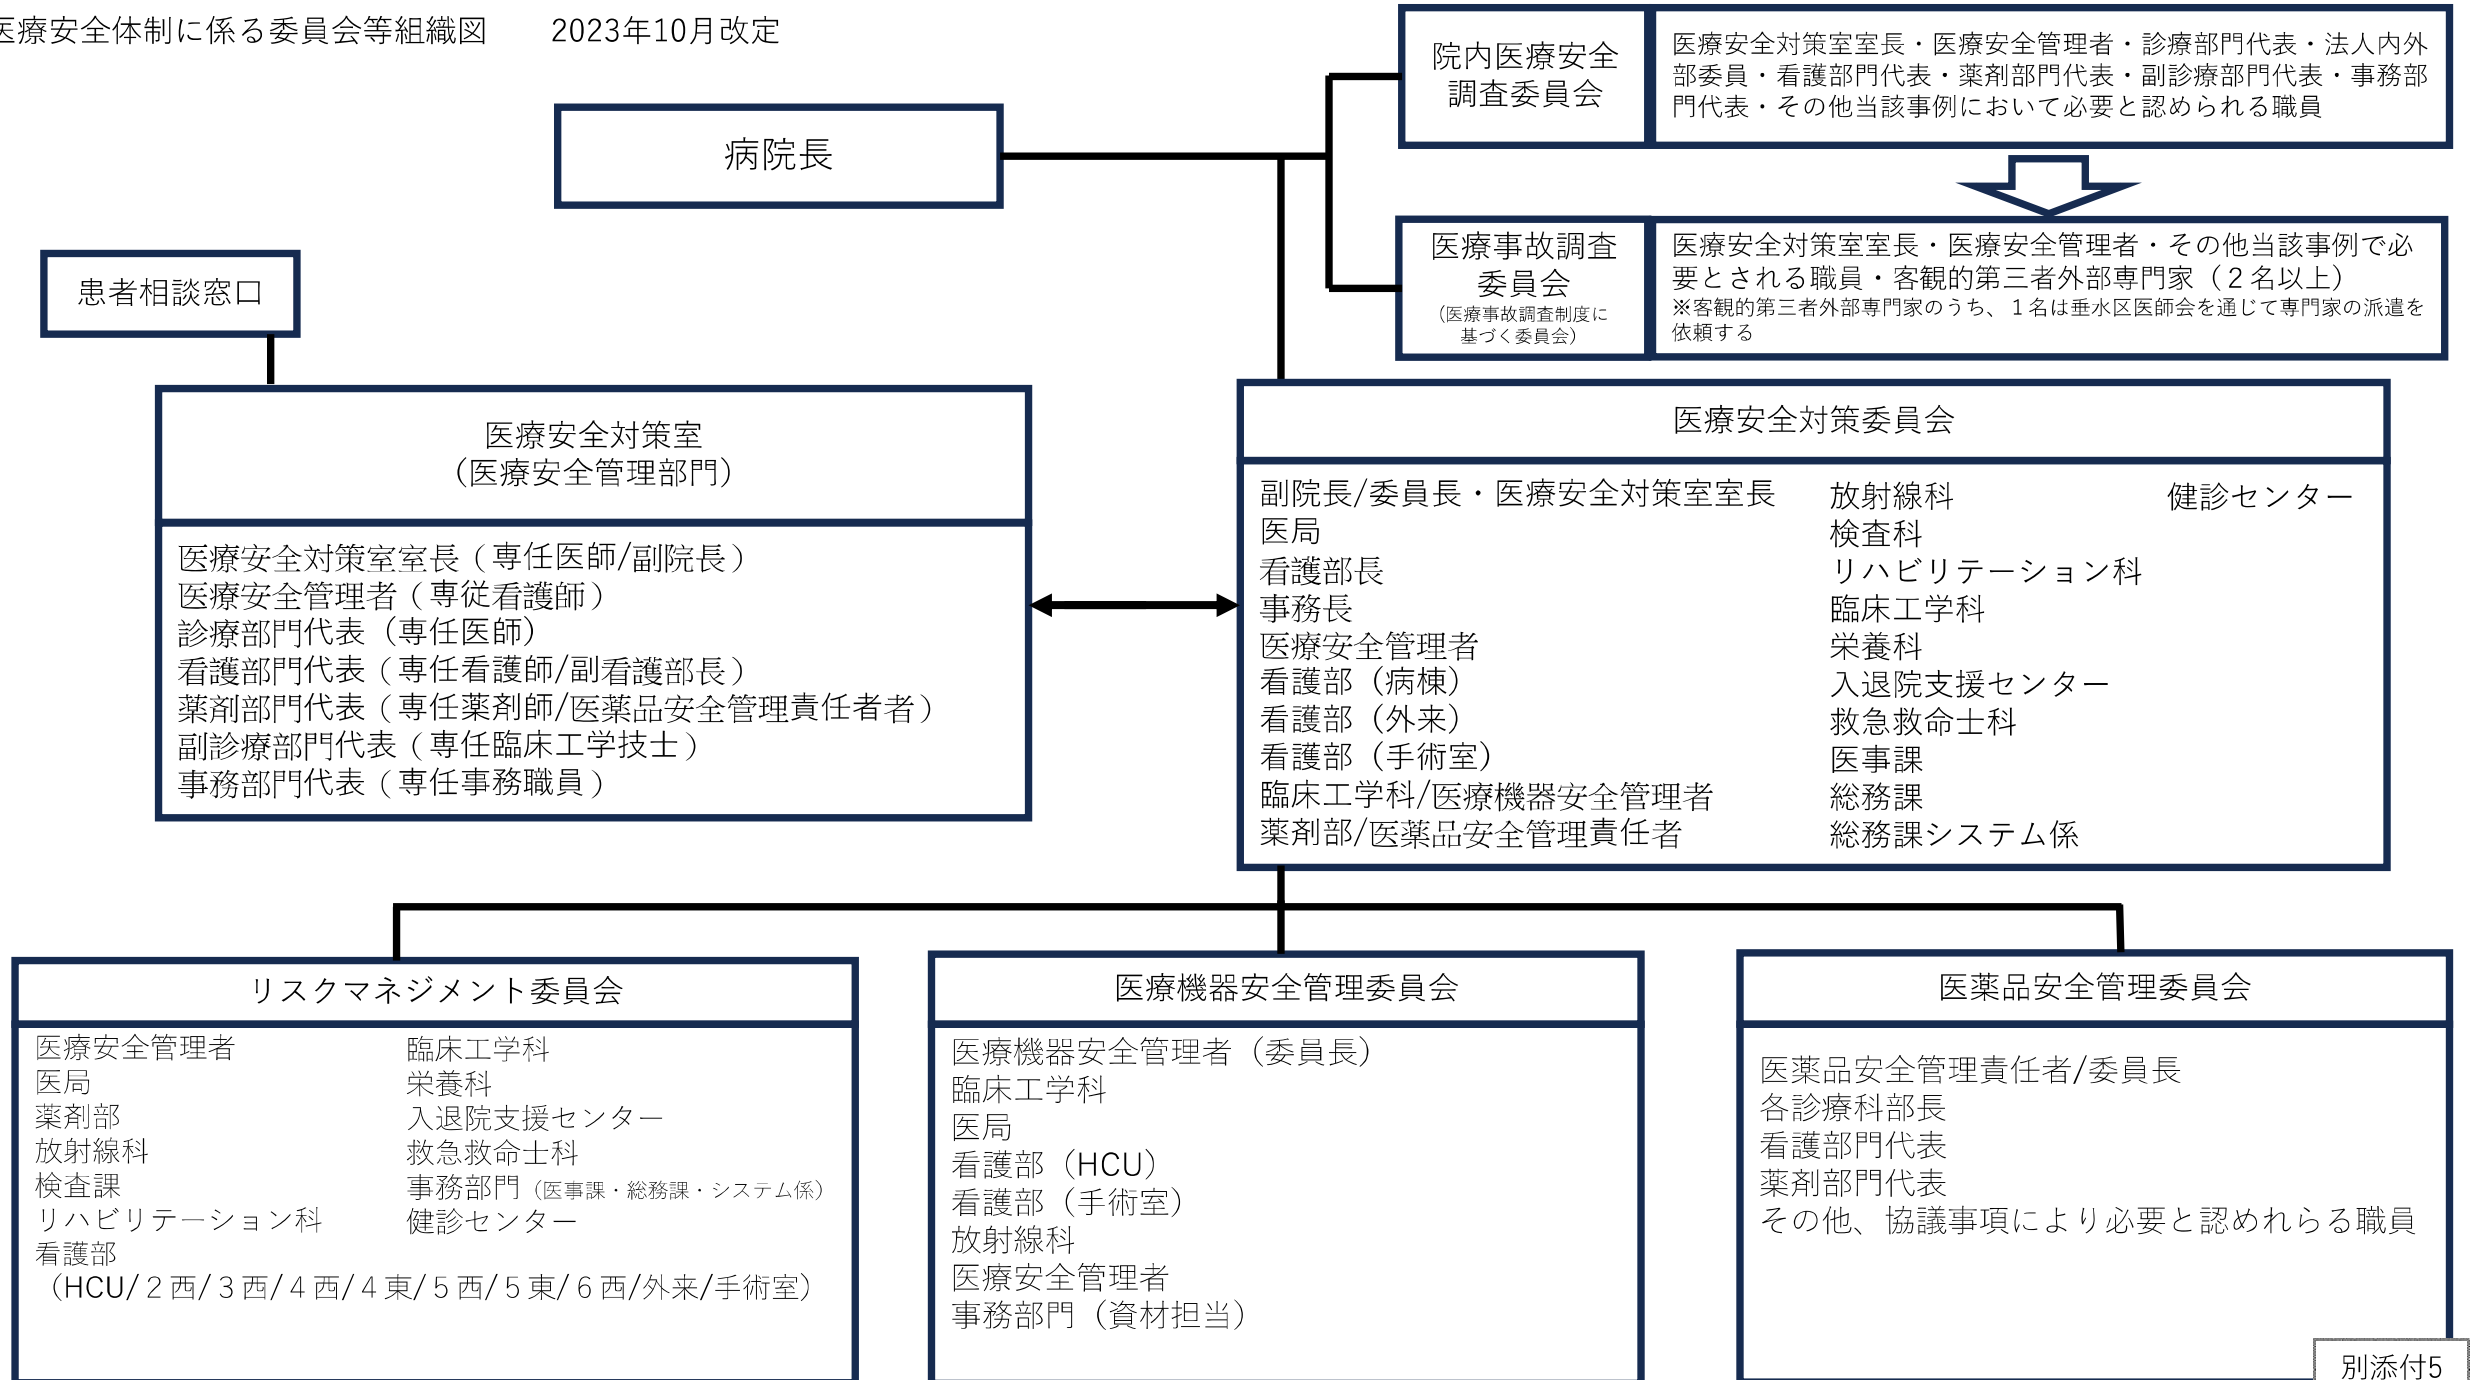 医療安全体制に係る委員会等組織図　　2023年10月改定
病院長
院内医療安全
調査委員会
医療安全対策室室長・医療安全管理者・診療部門代表・法人内外
部委員・看護部門代表・薬剤部門代表・副診療部門代表・事務部
門代表・その他当該事例において必要と認められる職員
医療事故調査
委員会
（医療事故調査制度に
基づく委員会）
医療安全対策室室長・医療安全管理者・その他当該事例で必
要とされる職員・客観的第三者外部専門家（２名以上）
※客観的第三者外部専門家のうち、１名は垂水区医師会を通じて専門家の派遣を
依頼する
患者相談窓口
医療安全対策室
（医療安全管理部門）
医療安全対策室室長（専任医師/副院長）
医療安全管理者（専従看護師）
診療部門代表（専任医師）
看護部門代表（専任看護師/副看護部長）
薬剤部門代表（専任薬剤師/医薬品安全管理責任者者）
副診療部門代表（専任臨床工学技士）
事務部門代表（専任事務職員）
医療安全対策委員会
副院長/委員長・医療安全対策室室長
医局
看護部長
事務長
医療安全管理者
看護部（病棟）
看護部（外来）
看護部（手術室）
臨床工学科/医療機器安全管理者
薬剤部/医薬品安全管理責任者
放射線科
検査科
リハビリテーション科
臨床工学科
栄養科
入退院支援センター
救急救命士科
医事課
総務課
総務課システム係
健診センター
リスクマネジメント委員会
医療安全管理者
医局
薬剤部
放射線科
検査課
リハビリテーション科
看護部
（HCU/２西/３西/４西/４東/５西/５東/６西/外来/手術室）
臨床工学科
栄養科
入退院支援センター
救急救命士科
事務部門（医事課・総務課・システム係）
健診センター
医療機器安全管理委員会
医療機器安全管理者（委員長）
臨床工学科
医局
看護部（HCU）
看護部（手術室）
放射線科
医療安全管理者
事務部門（資材担当）
医薬品安全管理委員会
医薬品安全管理責任者/委員長
各診療科部長
看護部門代表
薬剤部門代表
その他、協議事項により必要と認めれらる職員
別添付5